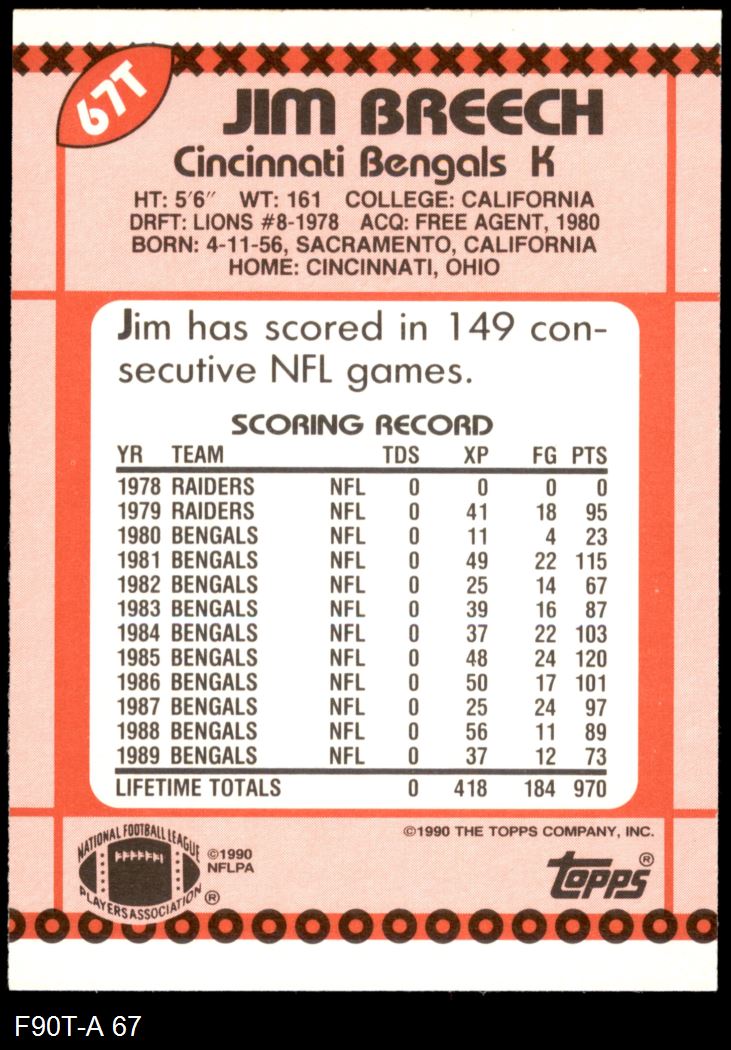 67T
JIM BREECH
Cincinnati Bengals K
HT: 5'6" WT: 161 COLLEGE: CALIFORNIA
DRFT: LIONS #8-1978 ACQ: FREE AGENT, 1980
BORN: 4-11-56, SACRAMENTO, CALIFORNIA
HOME: CINCINNATI, OHIO
Jim has scored in 149 con-
secutive NFL games.
SCORING RECORD
YR TEAM TDS XP FG PTS
1978 RAIDERS NFL 0 0 0 0
1979 RAIDERS NFL 0 41 18 95
1980 BENGALS NFL 0 11 4 23
1981 BENGALS NFL 0 49 22 115
1982 BENGALS NFL 0 25 14 67
1983 BENGALS NFL 0 39 16 87
1984 BENGALS NFL 0 37 22 103
1985 BENGALS NFL 0 48 24 120
1986 BENGALS NFL 0 50 17 101
1987 BENGALS NFL 0 25 24 97
1988 BENGALS NFL 0 56 11 89
1989 BENGALS NFL 0 37 12 73
LIFETIME TOTALS 0 418 184 970
©1990 THE TOPPS COMPANY, INC.
NATIONAL FOOTBALL LEAGUE
PLAYERS ASSOCIATION ®
©1990
NFLPA
topps ®
F90T-A 67